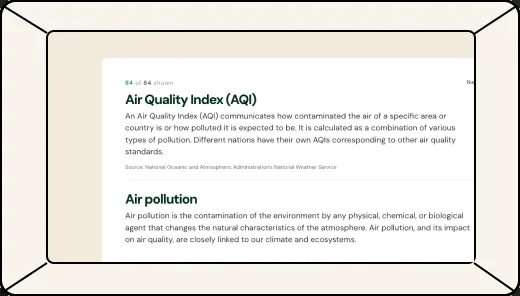 84 of 84 stream
Na
Air Quality Index (AQI)
An Air Quality Index (AQI) communicates how contaminated the air of a specific area or
country is or how polluted it is expected to be. It is calculated as a combination of various
types of pollution. Different nations have their own AQIs corresponding to other air quality
standards.
Source: National Oceanic and Atmospheric Administration's National Weather Service
Air pollution
Air pollution is the contamination of the environment by any physical, chemical, or biological
agent that changes the natural characteristics of the atmosphere. Air pollution, and its impact
on air quality, are closely linked to our climate and ecosystems.